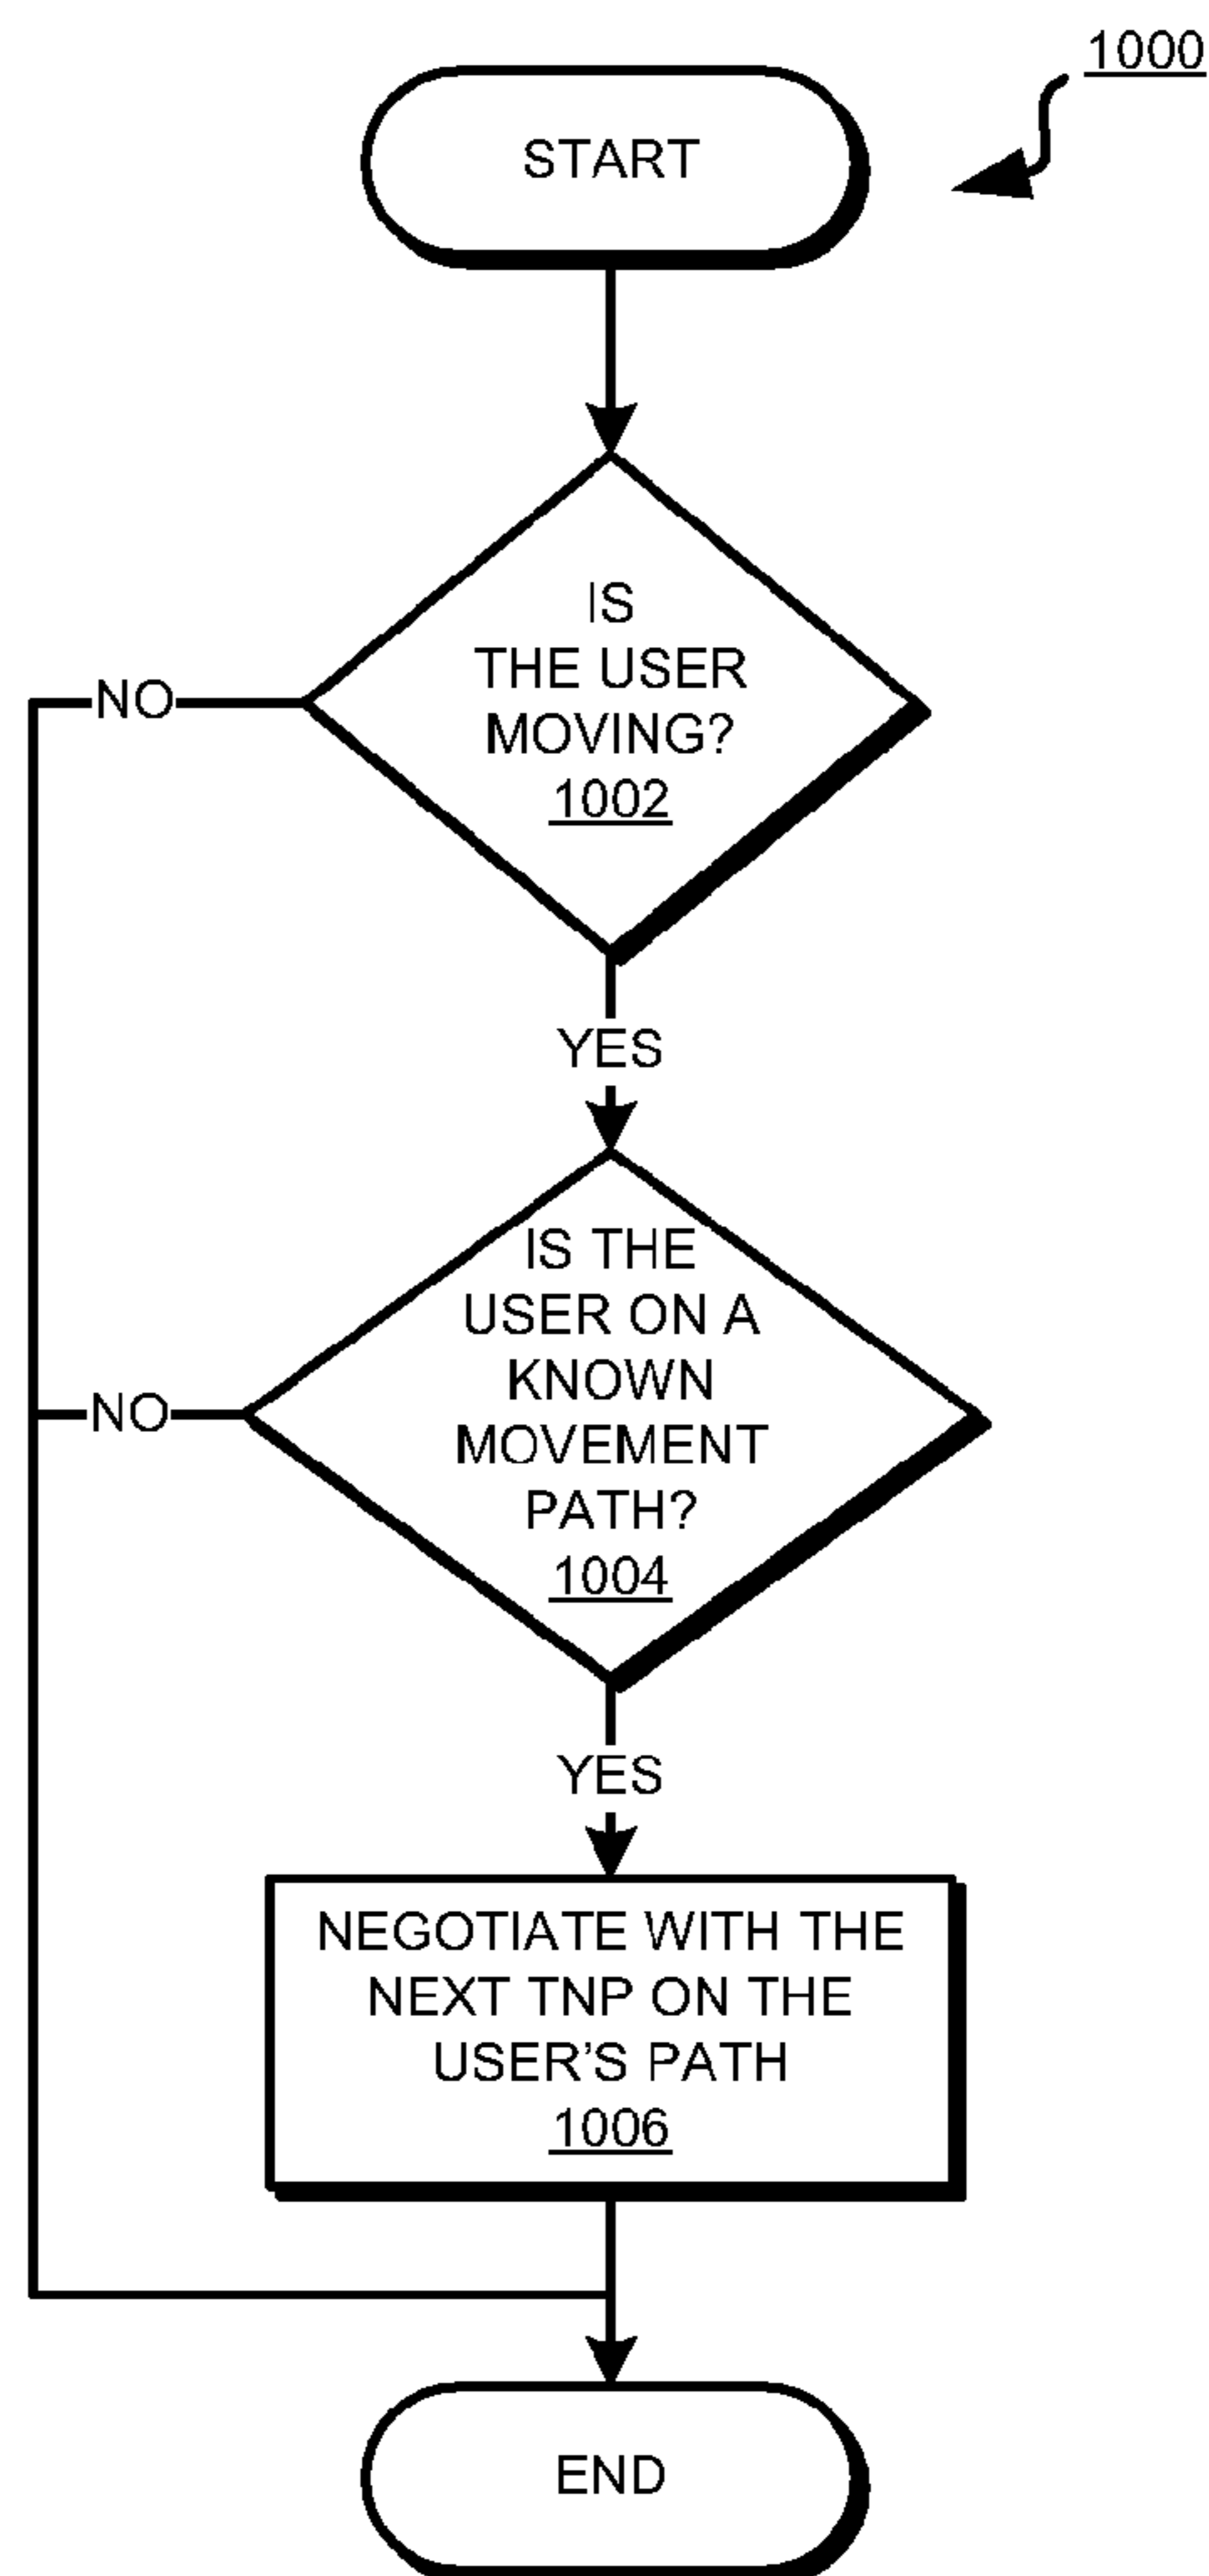 1000
START
IS
THE USER
MOVING?
1002
NO
YES
IS THE
USER ON A
KNOWN
MOVEMENT
PATH?
1004
NO
YES
NEGOTIATE WITH THE
NEXT TNP ON THE
USER'S PATH
1006
END